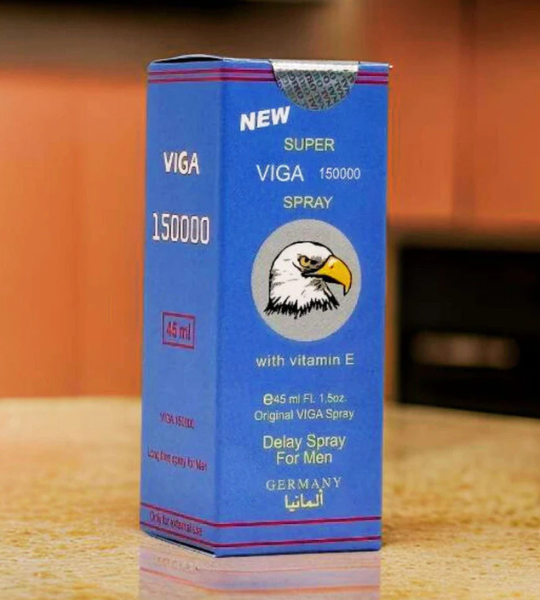 VIGA
150000
45 ml
VIGA 150000
Long time spray for Men
Only for external use
NEW
SUPER
VIGA 150000
SPRAY
with vitamin E
℮45 ml Fl. 1,5oz.
Original VIGA Spray
Delay Spray
For Men
GERMANY
ألمانيا